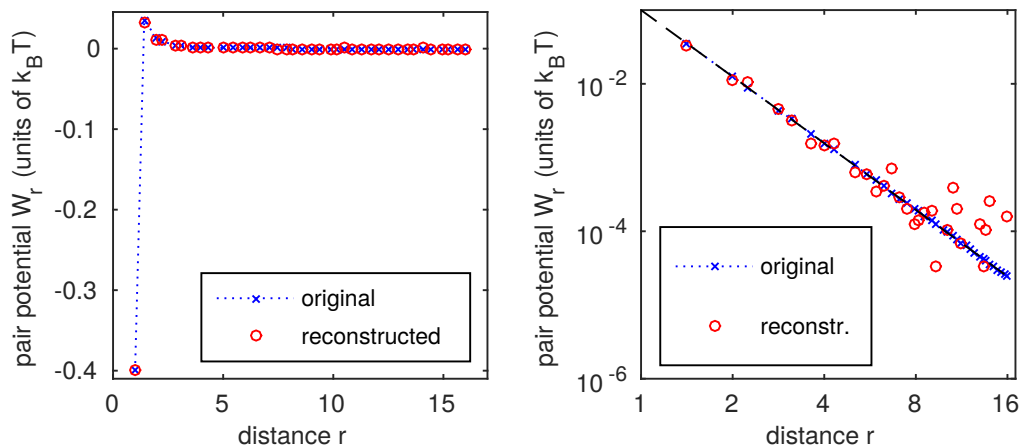 pair potential W_r (units of k_BT)
0
-0.1
-0.2
-0.3
-0.4
0
5
10
15
distance r
original
reconstructed
pair potential W_r (units of k_BT)
10^-2
10^-4
10^-6
1
2
4
8
16
distance r
original
reconstr.